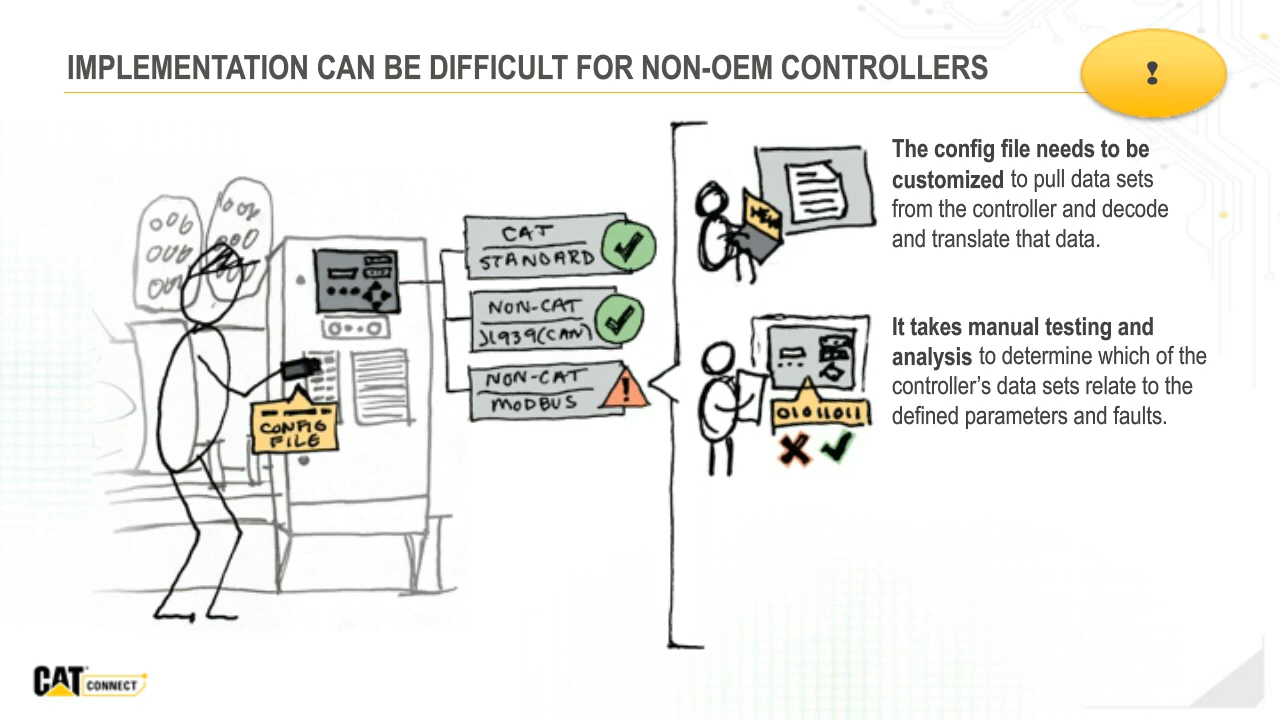 IMPLEMENTATION CAN BE DIFFICULT FOR NON-OEM CONTROLLERS
!
CAT
STANDARD
NON-CAT
J1939(CAN)
NON-CAT
MODBUS
!
CONFIG
FILE
NEW
The config file needs to be
customized to pull data sets
from the controller and decode
and translate that data.
01011011
It takes manual testing and
analysis to determine which of the
controller's data sets relate to the
defined parameters and faults.
CAT CONNECT